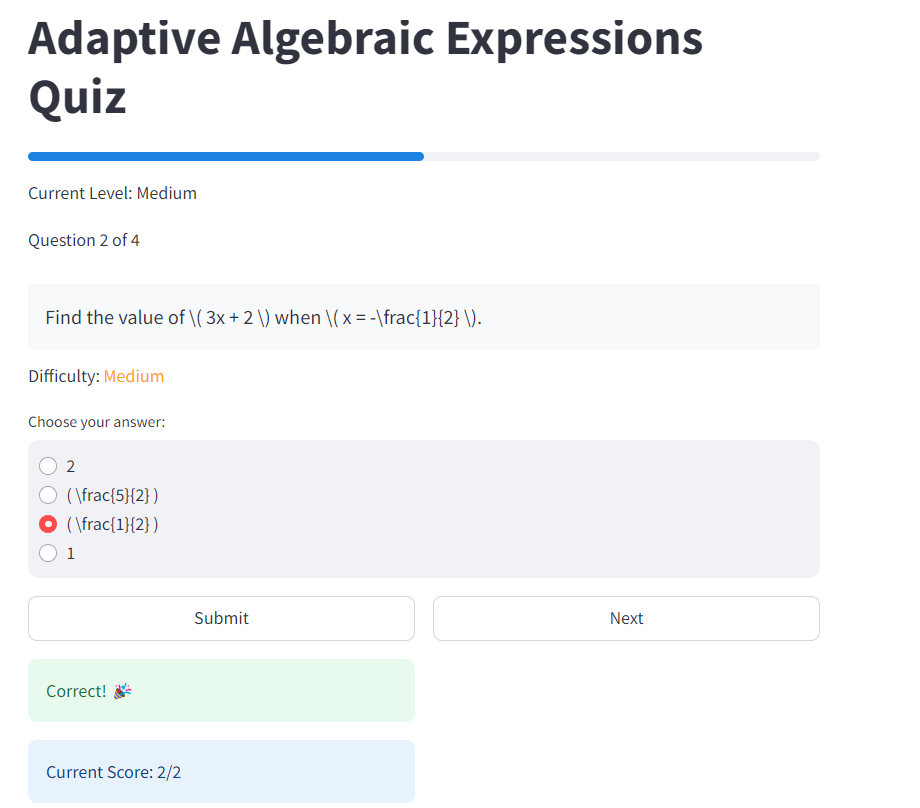 Adaptive Algebraic Expressions
Quiz
Current Level: Medium
Question 2 of 4
Find the value of \( 3x + 2 \) when \( x = -\frac{1}{2} \).
Difficulty: Medium
Choose your answer:
2
( \frac{5}{2} )
( \frac{1}{2} )
1
Submit
Next
Correct! 🎉
Current Score: 2/2